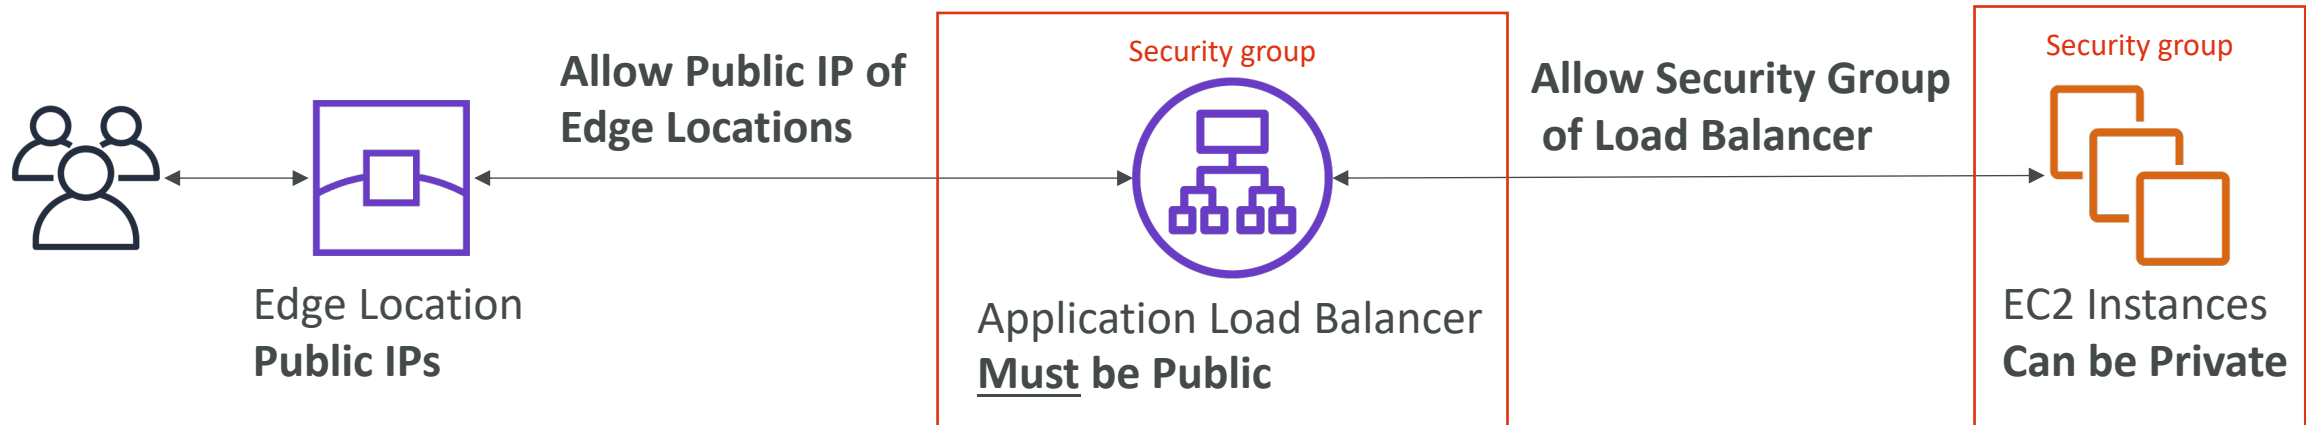 Allow Public IP of
Edge Locations
Security group
Allow Security Group
of Load Balancer
Security group
Edge Location
Public IPs
Application Load Balancer
Must be Public
EC2 Instances
Can be Private